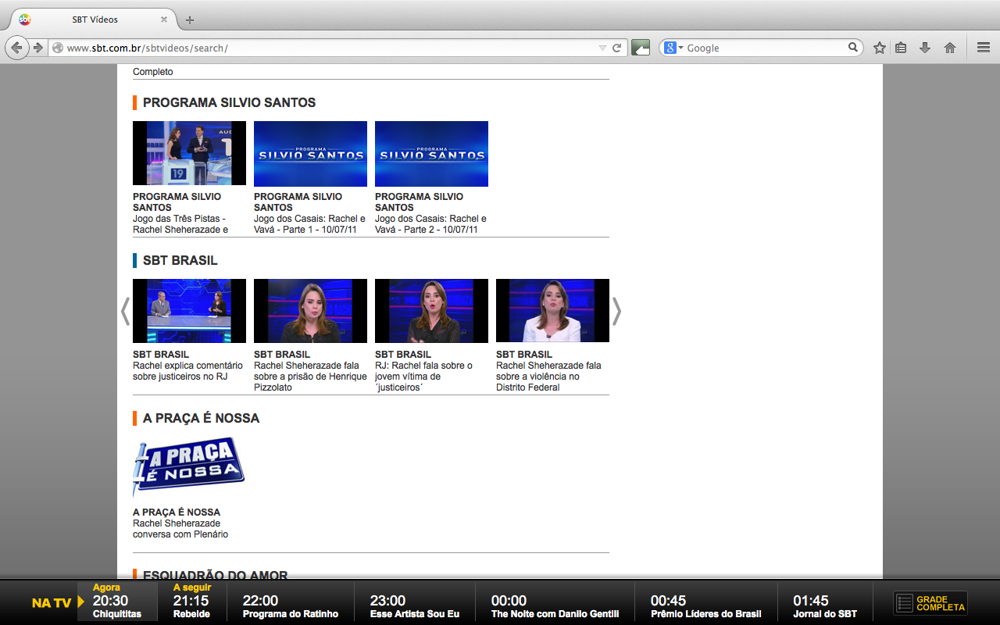 sbt
SBT Vídeos
www.sbt.com.br/sbtvideos/search/
8
Google
Completo
PROGRAMA SILVIO SANTOS
19
PROGRAMA
SILVIO SANTOS
PROGRAMA
SILVIO SANTOS
PROGRAMA SILVIO
SANTOS
Jogo das Três Pistas -
Rachel Sheherazade e
PROGRAMA SILVIO
SANTOS
Jogo dos Casais: Rachel e
Vavá - Parte 1 - 10/07/11
PROGRAMA SILVIO
SANTOS
Jogo dos Casais: Rachel e
Vavá - Parte 2 - 10/07/11
SBT BRASIL
SBT BRASIL
Rachel explica comentário
sobre justiceiros no RJ
SBT BRASIL
Rachel Sheherazade fala
sobre a prisão de Henrique
Pizzolato
SBT BRASIL
RJ: Rachel fala sobre o
jovem vítima de
´justiceiros´
SBT BRASIL
Rachel Sheherazade fala
sobre a violência no
Distrito Federal
A PRAÇA É NOSSA
A PRAÇA
É NOSSA
A PRAÇA É NOSSA
Rachel Sheherazade
conversa com Plenário
ESQUADRÃO DO AMOR
NA TV
Agora
20:30
Chiquititas
A seguir
21:15
Rebelde
22:00
Programa do Ratinho
23:00
Esse Artista Sou Eu
00:00
The Noite com Danilo Gentili
00:45
Prêmio Líderes do Brasil
01:45
Jornal do SBT
GRADE
COMPLETA